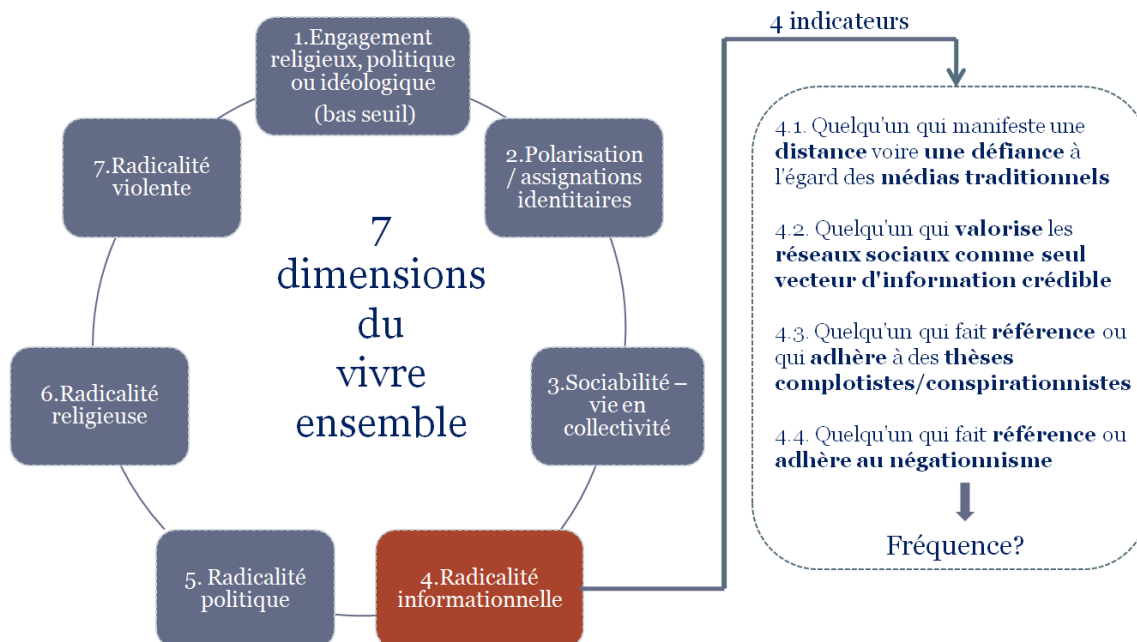 1.Engagement
religieux, politique
ou idéologique
(bas seuil)
2.Polarisation
/ assignations
identitaires
3.Sociabilité –
vie en
collectivité
4.Radicalité
informationnelle
5. Radicalité
politique
6.Radicalité
religieuse
7.Radicalité
violente
7
dimensions
du
vivre
ensemble
4 indicateurs
4.1. Quelqu'un qui manifeste une
distance voire une défiance à
l'égard des médias traditionnels
4.2. Quelqu'un qui valorise les
réseaux sociaux comme seul
vecteur d'information crédible
4.3. Quelqu'un qui fait référence ou
qui adhère à des thèses
complotistes/conspirationnistes
4.4. Quelqu'un qui fait référence ou
adhère au négationnisme
Fréquence?